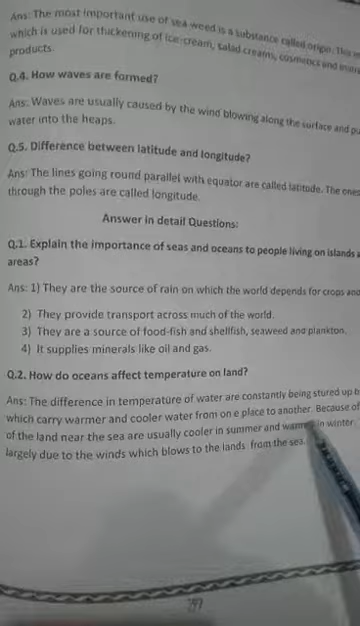 Ans: The most important use of sea weed is a substance called origin. This
which is used for thickening of ice-cream, salad creams, cosmetics and
products.
Q.4. How waves are formed?
Ans: Waves are usually caused by the wind blowing along the surface and
water into the heaps.
Q.5. Difference between latitude and longitude?
Ans: The lines going round parallel with equator are called latitude. The ones
through the poles are called longitude.
Answer in detail Questions:
Q.1. Explain the importance of seas and oceans to people living on islands
areas?
Ans: 1) They are the source of rain on which the world depends for crops and
2) They provide transport across much of the world.
3) They are a source of food-fish and shellfish, seaweed and plankton.
4) It supplies minerals like oil and gas.
Q.2. How do oceans affect temperature on land?
Ans: The difference in temperature of water are constantly being stured up
which carry warmer and cooler water from on e place to another. Because of
of the land near the sea are usually cooler in summer and warmer in winter.
largely due to the winds which blows to the lands from the sea.